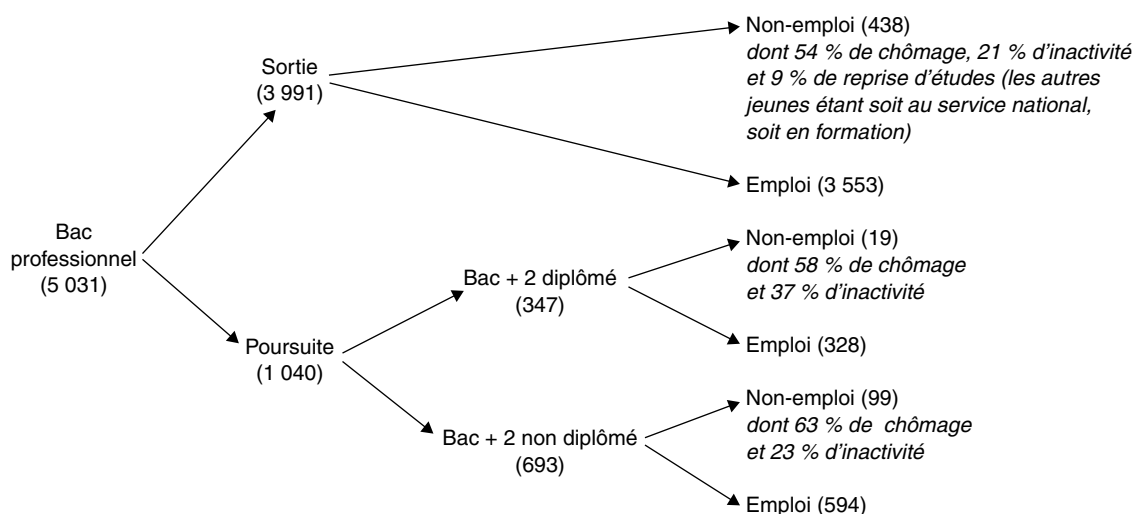 Bac
professionnel
(5 031)
Sortie
(3 991)
Non-emploi (438)
dont 54 % de chômage, 21 % d'inactivité
et 9 % de reprise d'études (les autres
jeunes étant soit au service national,
soit en formation)
Emploi (3 553)
Poursuite
(1 040)
Bac + 2 diplômé
(347)
Non-emploi (19)
dont 58 % de chômage
et 37 % d'inactivité
Emploi (328)
Bac + 2 non diplômé
(693)
Non-emploi (99)
dont 63 % de chômage
et 23 % d'inactivité
Emploi (594)